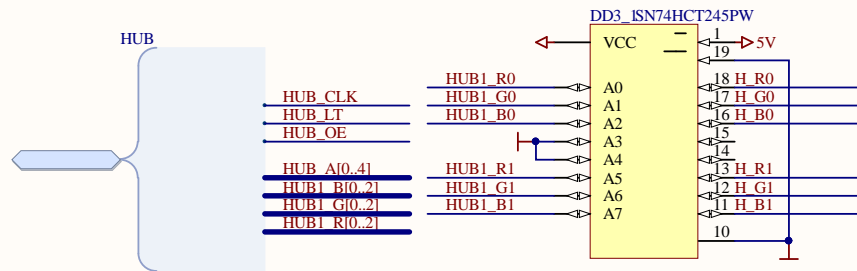 DD3_1SN74HCT245PW
HUB
VCC
1
5V
19
HUB_CLK
HUB_LT
HUB_OE
HUB_A[0..4]
HUB1_B[0..2]
HUB1_G[0..2]
HUB1_R[0..2]
HUB1_R0
A0
18
H_R0
HUB1_G0
A1
17
H_G0
HUB1_B0
A2
16
H_B0
A3
15
A4
14
HUB1_R1
A5
13
H_R1
HUB1_G1
A6
12
H_G1
HUB1_B1
A7
11
H_B1
10